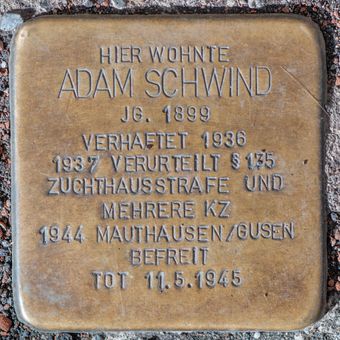 HIER WOHNTE
ADAM SCHWIND
JG. 1899
VERHAFTET 1936
1937 VERURTEILT § 135
ZUCHTHAUSSTRAFE UND
MEHRERE KZ
1944 MAUTHAUSEN/GUSEN
BEFREIT
TOT 11.5.1945